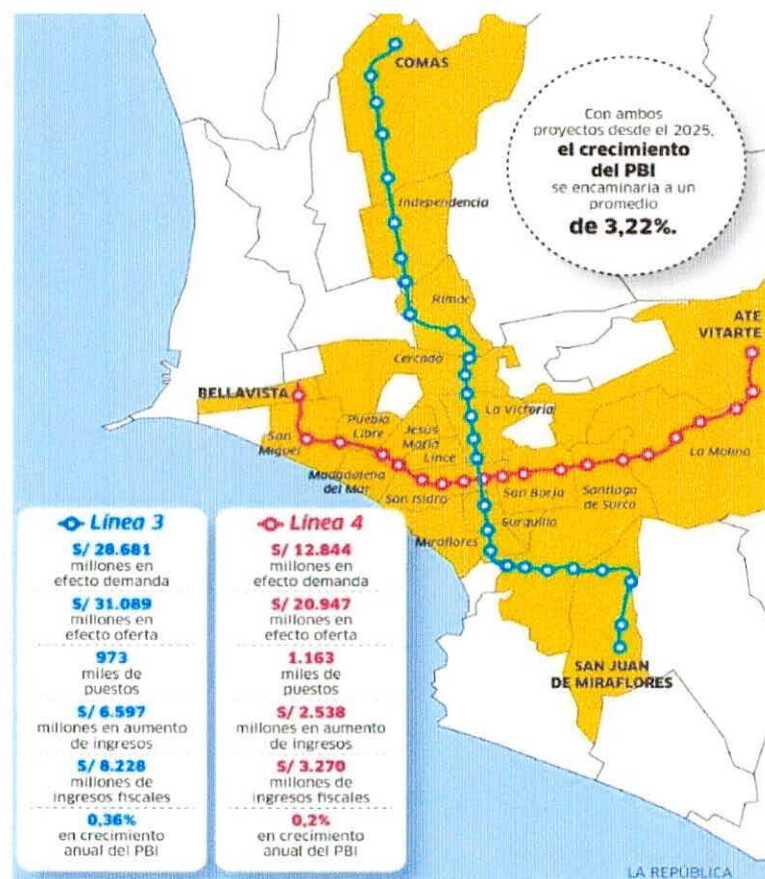 COMAS
Con ambos
proyectos desde el 2025,
el crecimiento
del PBI
se encaminaría a un
promedio
de 3,22%.
Independencia
Rímac
ATE
VITARTE
Cercado
BELLAVISTA
La Victoria
Pueblo
Libre
Jesús
María
San
Miguel
Lince
La Molina
Magdalena
del Mar
San Isidro
San Borja
Santiago
de Surco
Surquillo
Miraflores
SAN JUAN
DE MIRAFLORES
Línea 3
S/ 28.681
millones en
efecto demanda
S/ 31.089
millones en
efecto oferta
973
miles de
puestos
S/ 6.597
millones en aumento
de ingresos
S/ 8.228
millones de
ingresos fiscales
0,36%
en crecimiento
anual del PBI
Línea 4
S/ 12.844
millones en
efecto demanda
S/ 20.947
millones en
efecto oferta
1.163
miles de
puestos
S/ 2.538
millones en aumento
de ingresos
S/ 3.270
millones de
ingresos fiscales
0,2%
en crecimiento
anual del PBI
LA REPÚBLICA